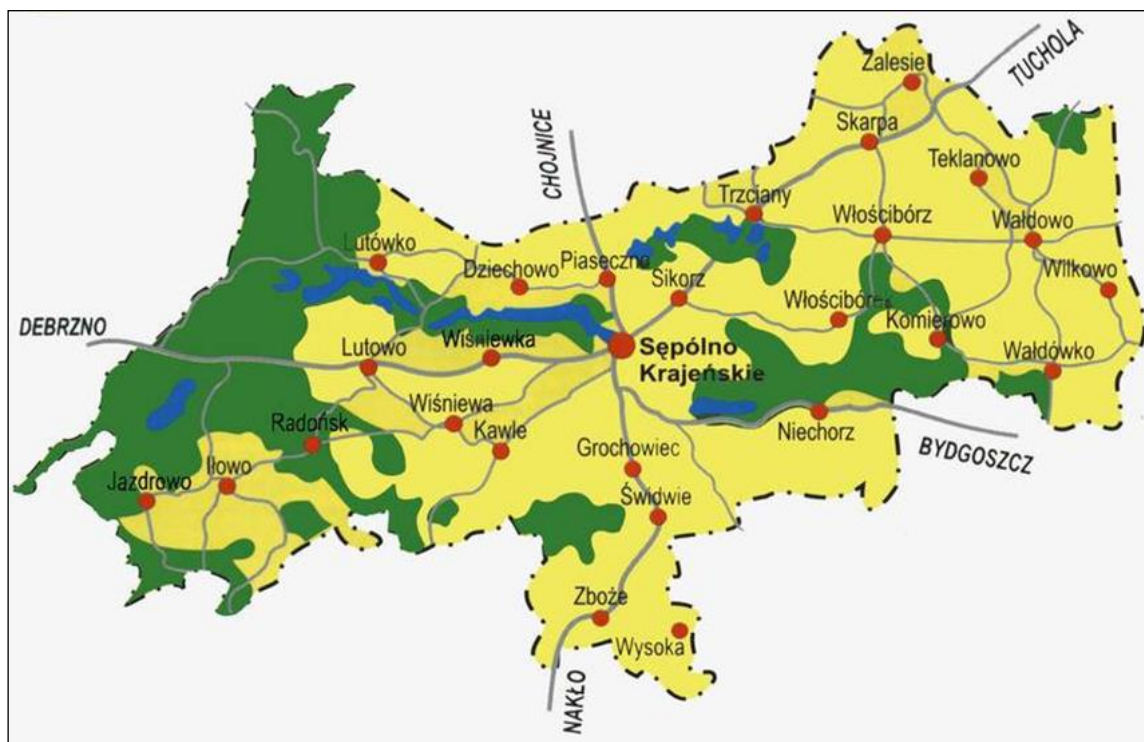 Zalesie
TUCHOLA
Skarpa
CHOJNICE
Teklanowo
Trzciany
Włościbórz
Wałdowo
Lutówko
Dziechowo
Piaseczno
Sikorz
Wilkowo
Włościbórek
Komierowo
DEBRZNO
Lutowo
Wiśniewka
Sępólno
Krajeńskie
Wałdówko
Wiśniewa
Radońsk
Kawle
Niechorz
BYDGOSZCZ
Grochowiec
Jazdrowo
Iłowo
Świdwie
Zboże
Wysoka
NAKŁO